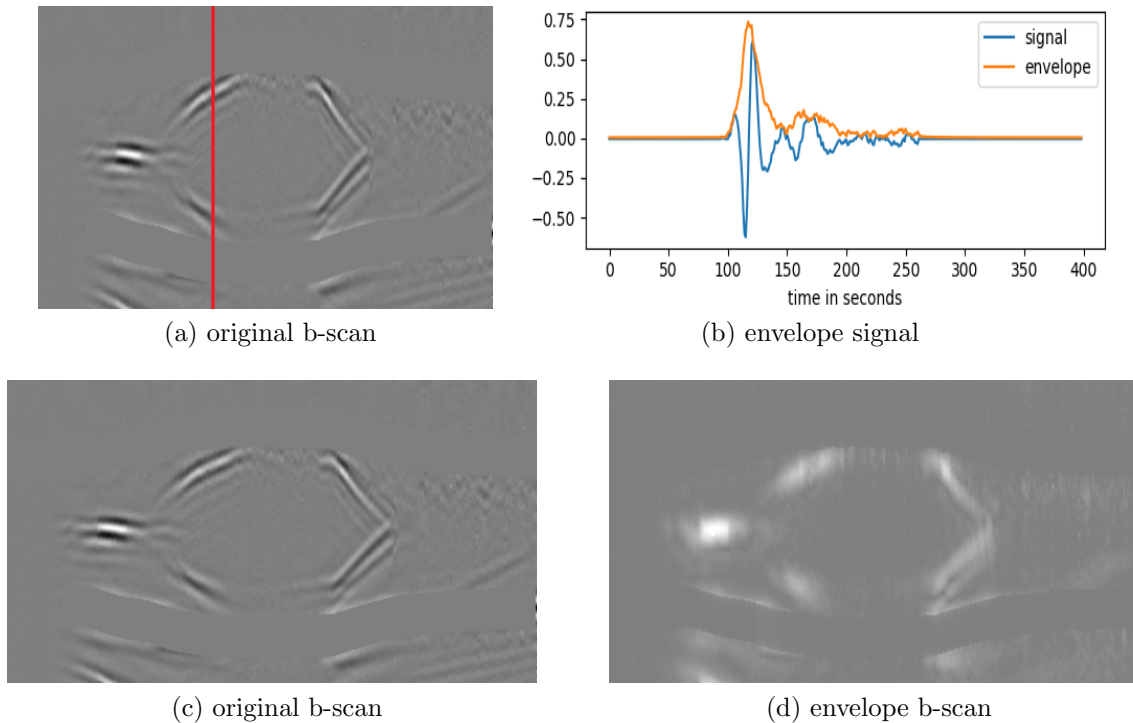 0.75
0.50
0.25
0.00
−0.25
−0.50
signal
envelope
0 50 100 150 200 250 300 350 400
time in seconds
(a) original b-scan
(b) envelope signal
(c) original b-scan
(d) envelope b-scan